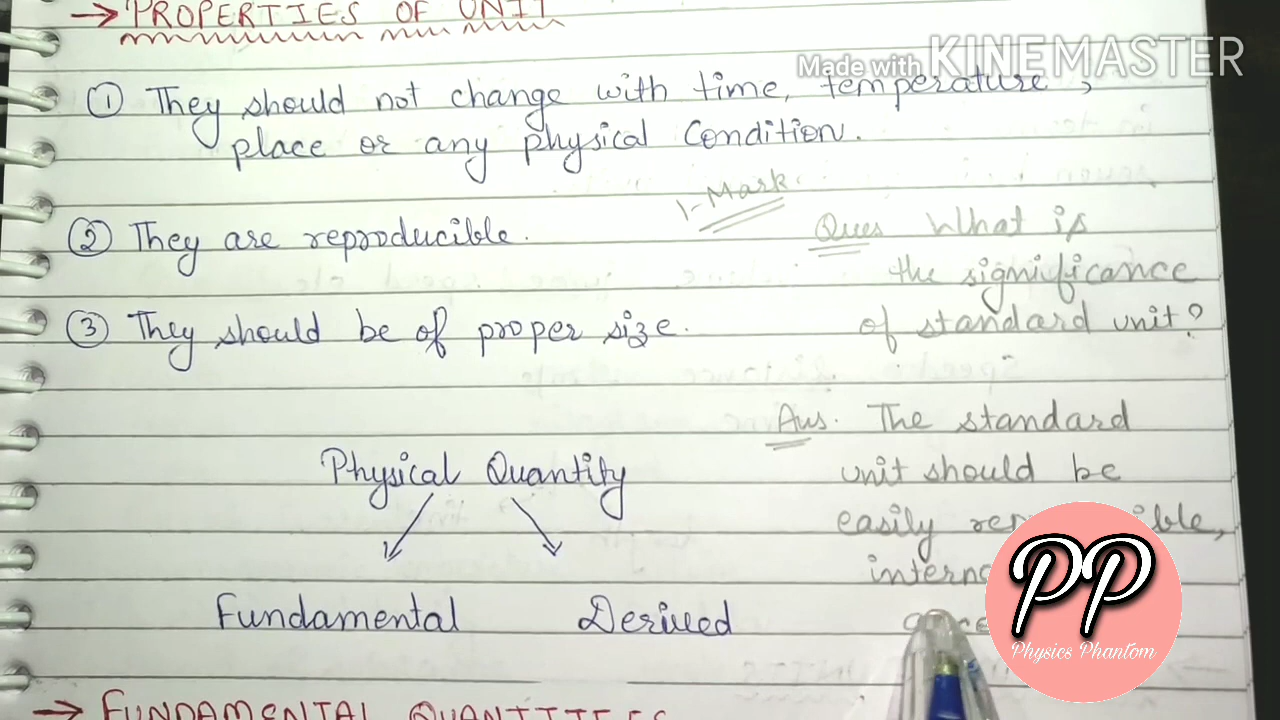 → PROPERTIES OF UNIT
Made with KINEMASTER
① They should not change with time, temperature,
place or any physical Condition.
1-Mark.
② They are reproducible.
③ They should be of proper size.
Ques What is
the significance
of standard unit?
Ans. The standard
unit should be
easily
Physical Quantity
Fundamental Derived
PP
Physics Phantom
→ FUNDAMENTAL QUANTITIES